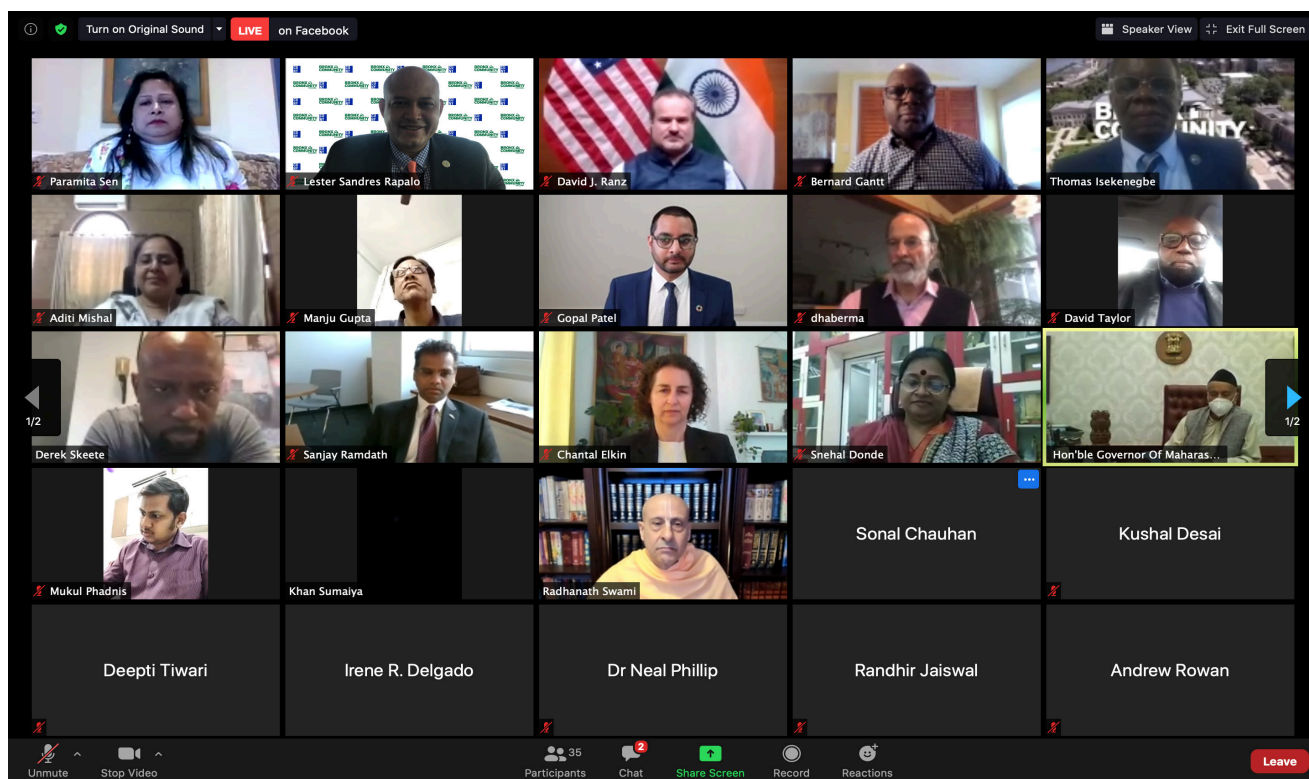 Turn on Original Sound
LIVE on Facebook
Speaker View
Exit Full Screen
BRONX COMMUNITY
Paramita Sen
Lester Sandres Rapalo
David J. Ranz
Bernard Gantt
Thomas Isekenegbe
Aditi Mishal
Manju Gupta
Gopal Patel
dhaberma
David Taylor
1/2
1/2
Derek Skeete
Sanjay Ramdath
Chantal Elkin
Snehal Donde
Hon'ble Governor Of Maharas...
Mukul Phadnis
Khan Sumaiya
Radhanath Swami
Sonal Chauhan
Kushal Desai
Deepti Tiwari
Irene R. Delgado
Dr Neal Phillip
Randhir Jaiswal
Andrew Rowan
Unmute
Stop Video
35
Participants
2
Chat
Share Screen
Record
Reactions
Leave